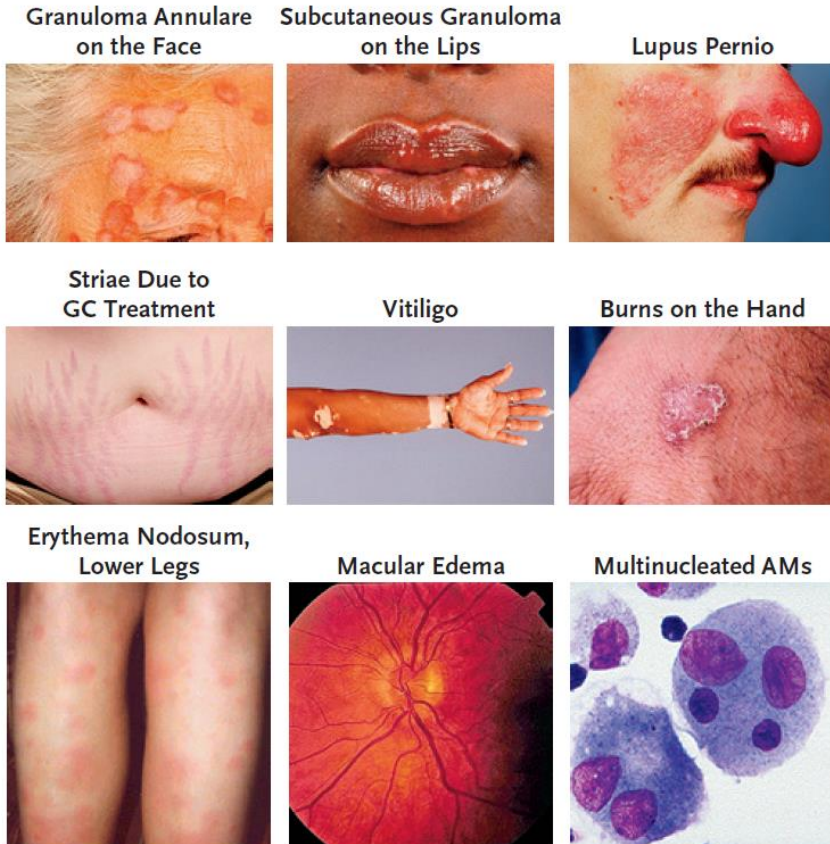 Granuloma Annulare
on the Face
Subcutaneous Granuloma
on the Lips
Lupus Pernio
Striae Due to
GC Treatment
Vitiligo
Burns on the Hand
Erythema Nodosum,
Lower Legs
Macular Edema
Multinucleated AMs